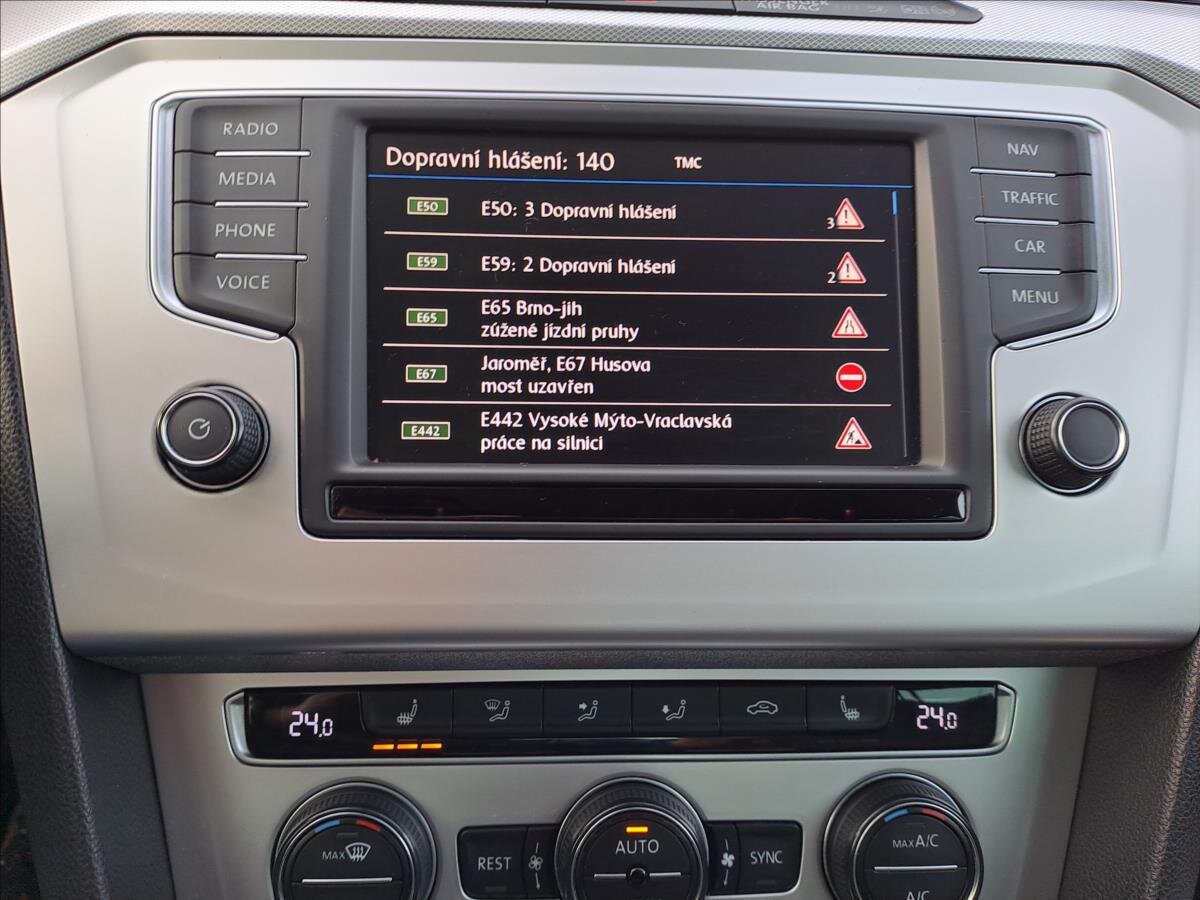 AIR BAG
RADIO
MEDIA
PHONE
VOICE
Dopravní hlášení: 140 TMC
E50 E50: 3 Dopravní hlášení 3
E59 E59: 2 Dopravní hlášení 2
E65 E65 Brno-jih
zúžené jízdní pruhy
E67 Jaroměř, E67 Husova
most uzavřen
E442 E442 Vysoké Mýto-Vraclavská
práce na silnici
NAV
TRAFFIC
CAR
MENU
24,0
24,0
MAX
REST
AUTO
SYNC
MAX A/C
A/C